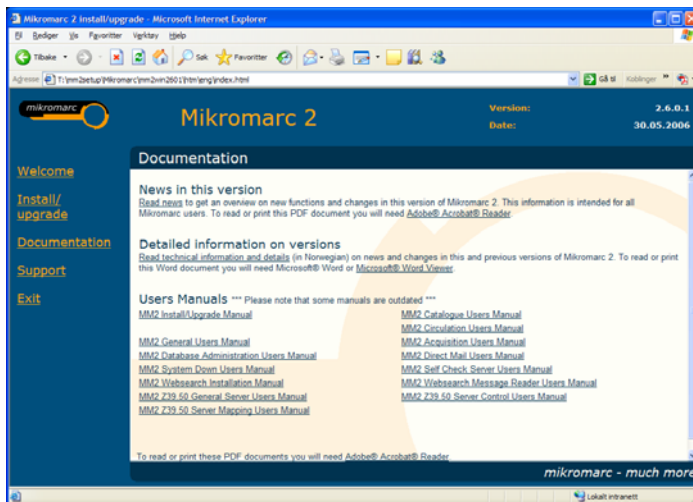 Mikromarc 2 install/upgrade - Microsoft Internet Explorer
Fil Rediger Vis Favoritter Verktøy Hjelp
Tilbake Søk Favoritter
Adresse T:\mm2setup\Mikromarc\mm2win2601\htm\eng\index.html Gå til Koblinger
mikromarc
Mikromarc 2
Version: 2.6.0.1
Date: 30.05.2006
Welcome
Install/
upgrade
Documentation
Support
Exit
Documentation
News in this version
Read news to get an overview on new functions and changes in this version of Mikromarc 2. This information is intended for all
Mikromarc users. To read or print this PDF document you will need Adobe® Acrobat® Reader.
Detailed information on versions
Read technical information and details (in Norwegian) on news and changes in this and previous versions of Mikromarc 2. To read or print
this Word document you will need Microsoft® Word or Microsoft® Word Viewer.
Users Manuals *** Please note that some manuals are outdated ***
MM2 Install/Upgrade Manual MM2 Catalogue Users Manual
MM2 Circulation Users Manual
MM2 General Users Manual MM2 Acquisition Users Manual
MM2 Database Administration Users Manual MM2 Direct Mail Users Manual
MM2 System Down Users Manual MM2 Self Check Server Users Manual
MM2 Websearch Installation Manual MM2 Websearch Message Reader Users Manual
MM2 Z39.50 General Server Users Manual MM2 Z39.50 Server Control Users Manual
MM2 Z39.50 Server Mapping Users Manual
To read or print these PDF documents you will need Adobe® Acrobat® Reader.
mikromarc - much more
Lokalt intranett